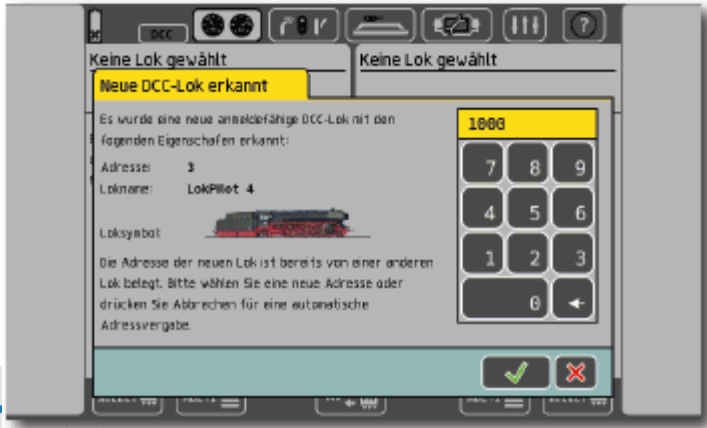 DCC
?
Keine Lok gewählt
Keine Lok gewählt
Neue DCC-Lok erkannt
Es wurde eine neue anmeldefähige DCC-Lok mit den
fogenden Eigenschafen erkannt:
Adresse: 3
Lokname: LokPilot 4
Loksymbol:
Die Adresse der neuen Lok ist bereits von einer anderen
Lok belegt. Bitte wählen Sie eine neue Adresse oder
drücken Sie Abbrechen für eine automatische
Adressvergabe.
7 8 9
4 5 6
1 2 3
0